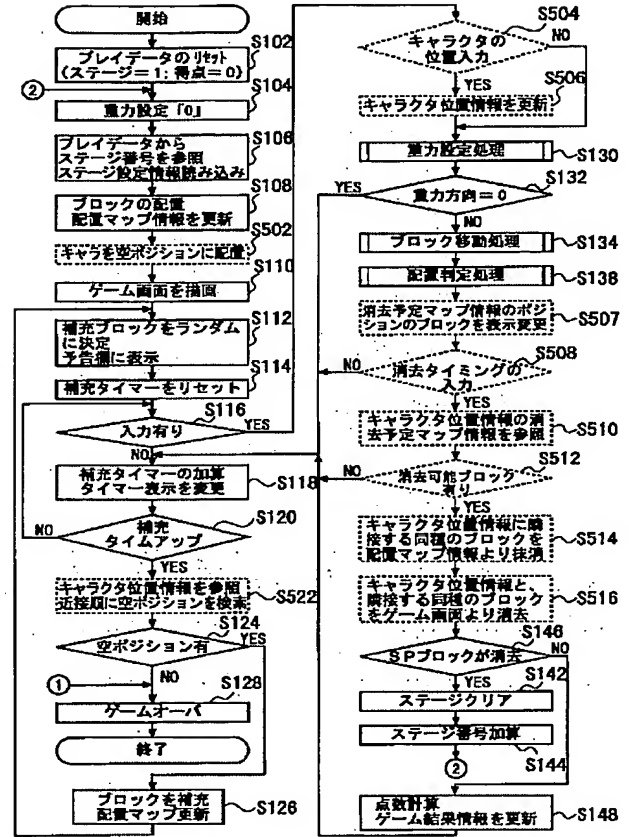 開始
プレイデータのリセット
(ステージ=1; 得点=0)
S102
②
S104
重力設定「0」
プレイデータから
ステージ番号を参照
ステージ設定情報読み込み
S106
S108
ブロックの配置
配置マップ情報を更新
S502
キャラを空ポジションに配置
S110
ゲーム画面を描画
S112
補充ブロックをランダム
に決定
予告欄に表示
S114
補充タイマーをリセット
S116
入力有り
YES
NO
補充タイマーの加算
タイマー表示を変更
S118
S120
補充
タイムアップ
NO
YES
キャラクタ位置情報を参照
近接順に空ポジションを検索
S522
S124
空ポジション有
YES
NO
①
S128
ゲームオーバ
終了
ブロックを補充
配置マップ更新
S126
S504
キャラクタの
位置入力
NO
YES
S506
キャラクタ位置情報を更新
重力設定処理
S130
YES
S132
重力方向=0
NO
ブロック移動処理
S134
配置判定処理
S138
消去予定マップ情報のポジ
ションのブロックを表示変更
S507
NO
S508
消去タイミングの
入力
YES
キャラクタ位置情報の消
去予定マップ情報を参照
S510
S512
NO
消去可能ブロック
有り
YES
キャラクタ位置情報に隣
接する同種のブロックを
配置マップ情報より抹消
S514
キャラクタ位置情報と、
隣接する同種のブロック
をゲーム画面より消去
S516
S146
SPブロックが消去
NO
YES
S142
ステージクリア
ステージ番号加算
S144
②
点数計算
ゲーム結果情報を更新
S148